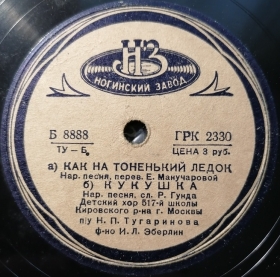 НЗ
НОГИНСКИЙ ЗАВОД
Б 8888 ГРК 2330
ТУ–Б ЦЕНА 3 руб.
а) КАК НА ТОНЕНЬКИЙ ЛЕДОК
Нар. песня, перев. Е. Манучаровой
б) КУКУШКА
Нар. песня, сл. Р. Гунда
Детский хор 517-й школы
Кировского р-на г. Москвы
п/у Н. П. Тугаринова
ф-но И. Л. Эберлин